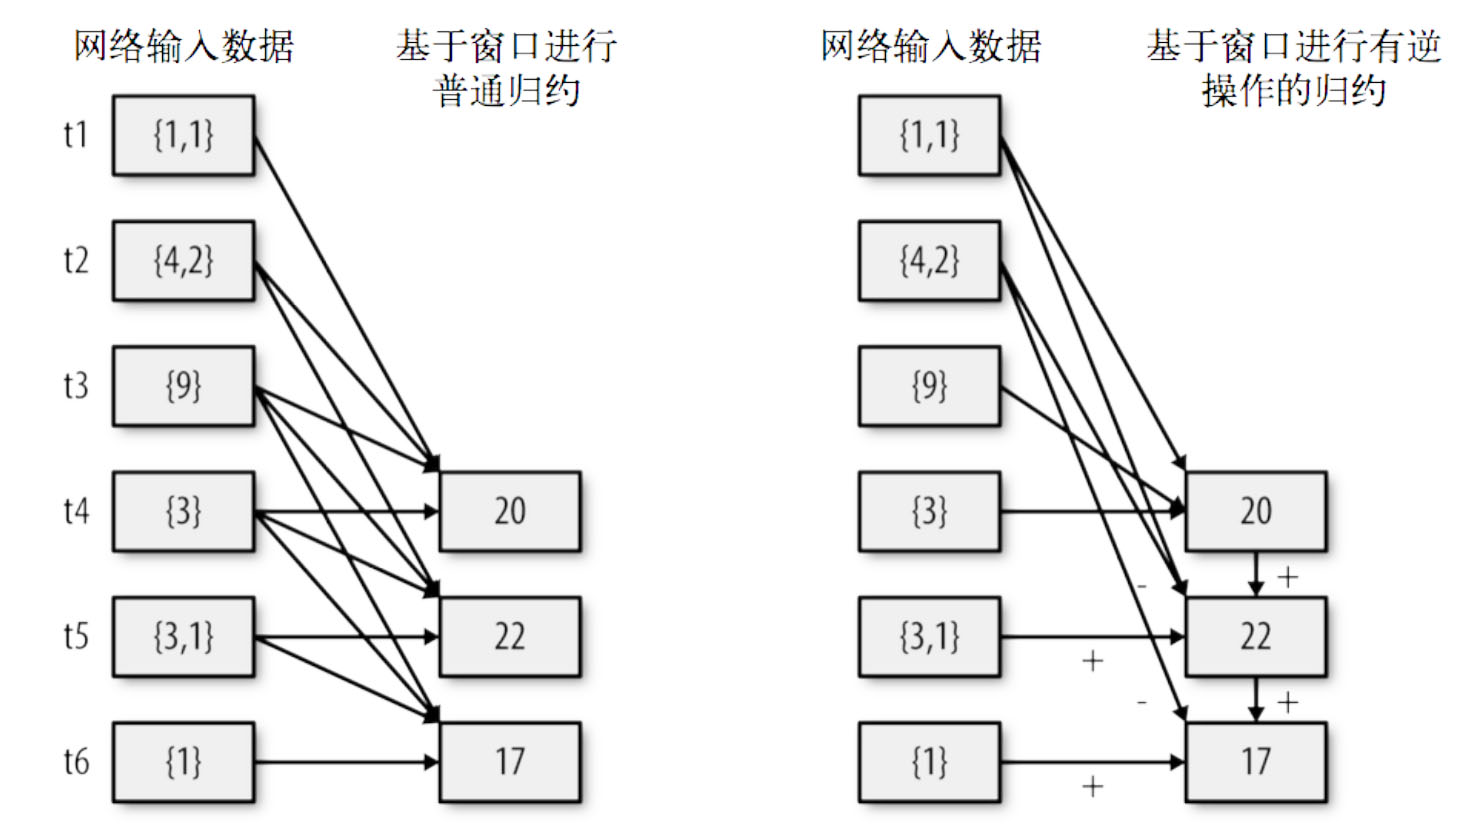 网络输入数据
基于窗口进行
普通归约
t1 {1,1}
t2 {4,2}
t3 {9}
t4 {3} 20
t5 {3,1} 22
t6 {1} 17
网络输入数据
基于窗口进行有逆
操作的归约
{1,1}
{4,2}
{9}
{3} 20
- +
{3,1} 22
+
- +
{1} 17
+